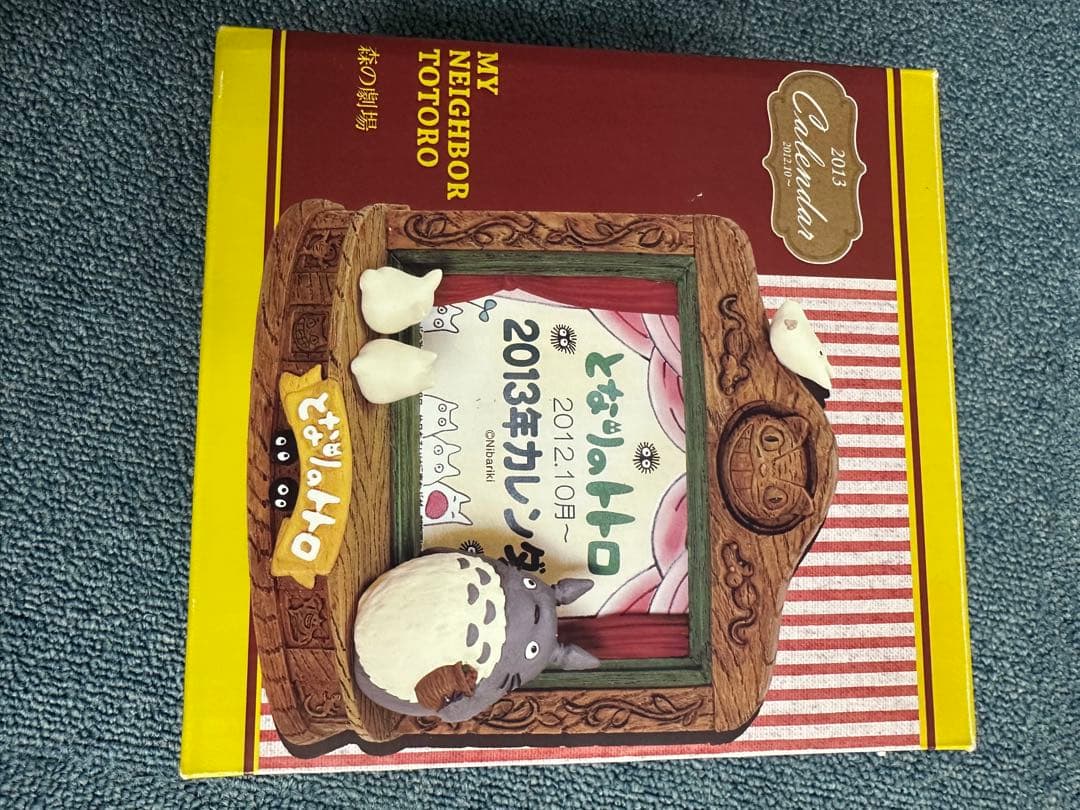 2013
Calendar
2012.10~
MY
NEIGHBOR
TOTORO
森の劇場
となりのトトロ
2012.10月~
2013年カレンダ
©Nibariki
となりのトトロ